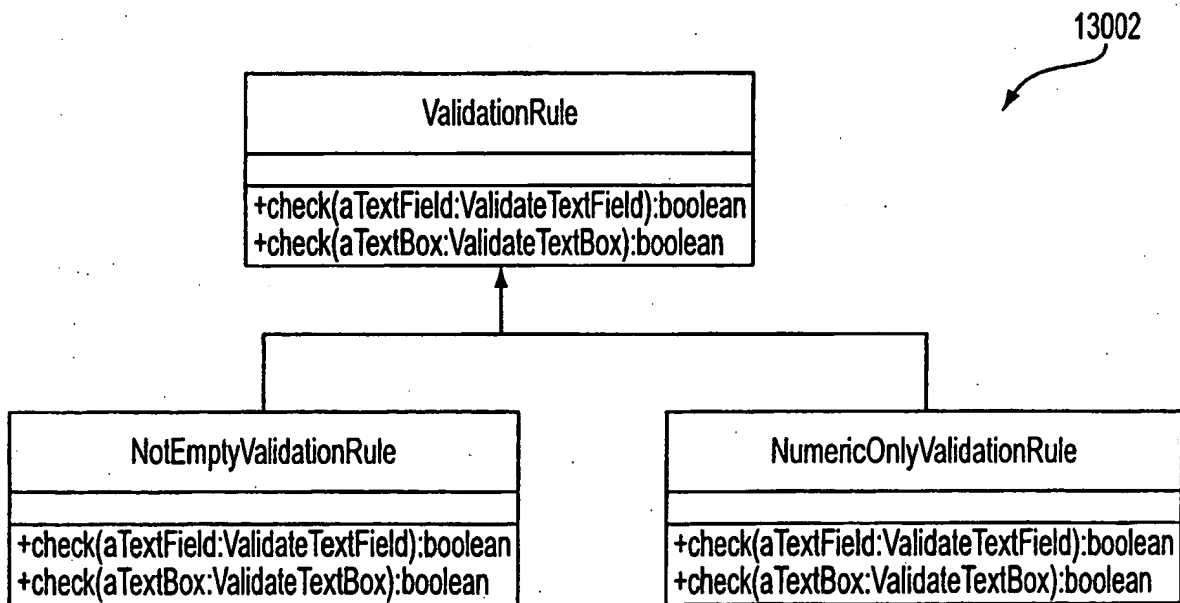 13002
ValidationRule
+check(aTextField:ValidateTextField):boolean
+check(aTextBox:ValidateTextBox):boolean
NotEmptyValidationRule
+check(aTextField:ValidateTextField):boolean
+check(aTextBox:ValidateTextBox):boolean
NumericOnlyValidationRule
+check(aTextField:ValidateTextField):boolean
+check(aTextBox:ValidateTextBox):boolean